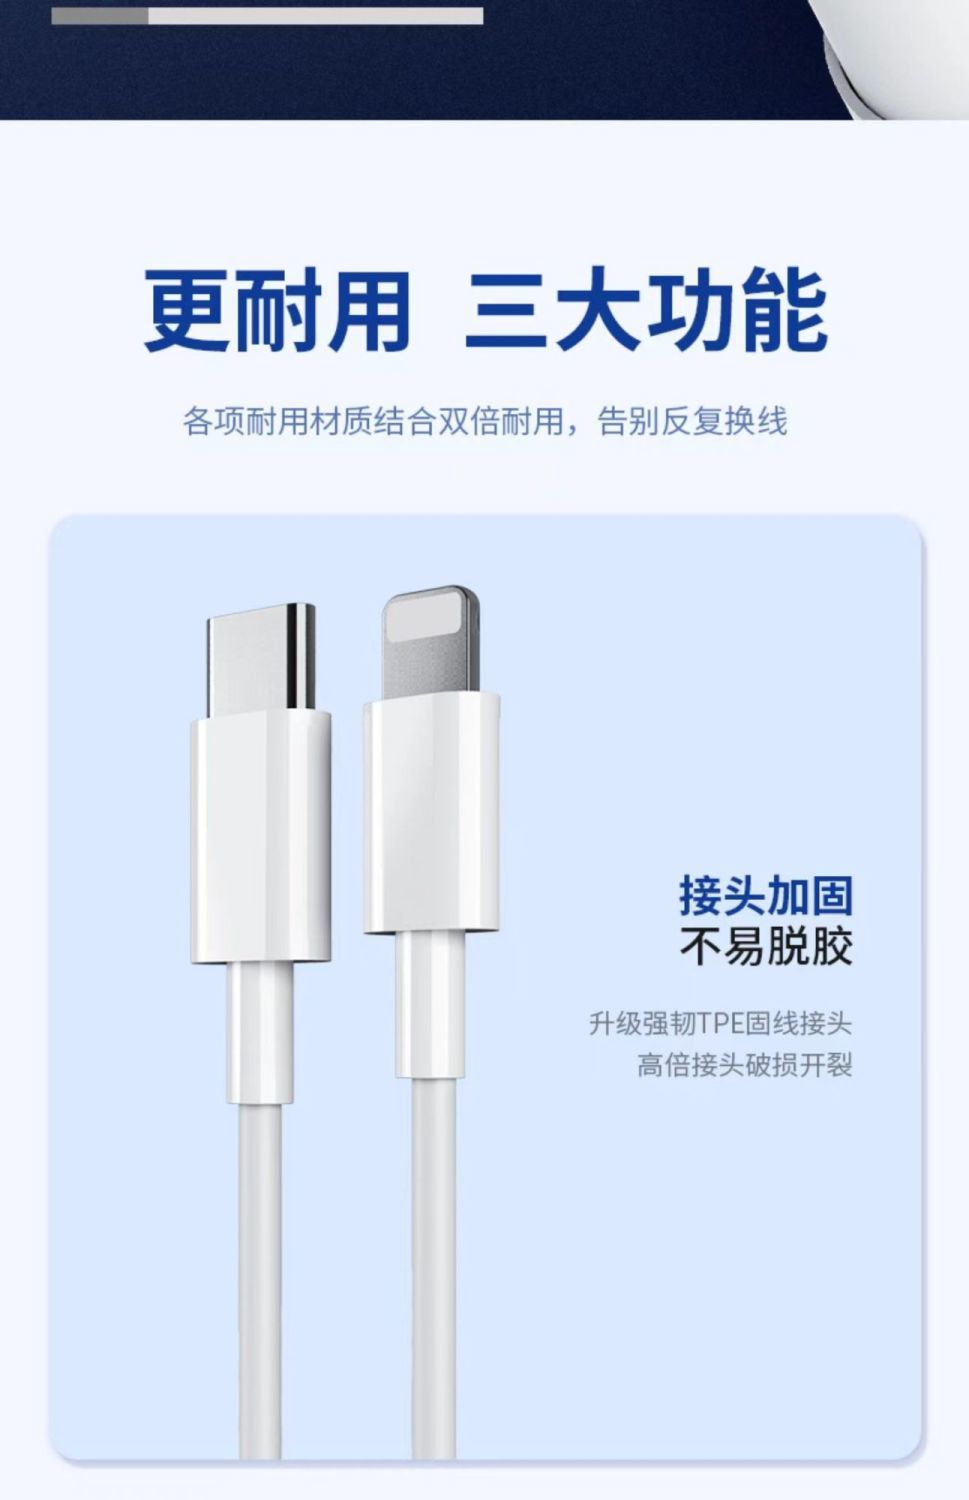 更耐用 三大功能
各项耐用材质结合双倍耐用，告别反复换线
接头加固
不易脱胶
升级强韧TPE固线接头
高倍接头破损开裂